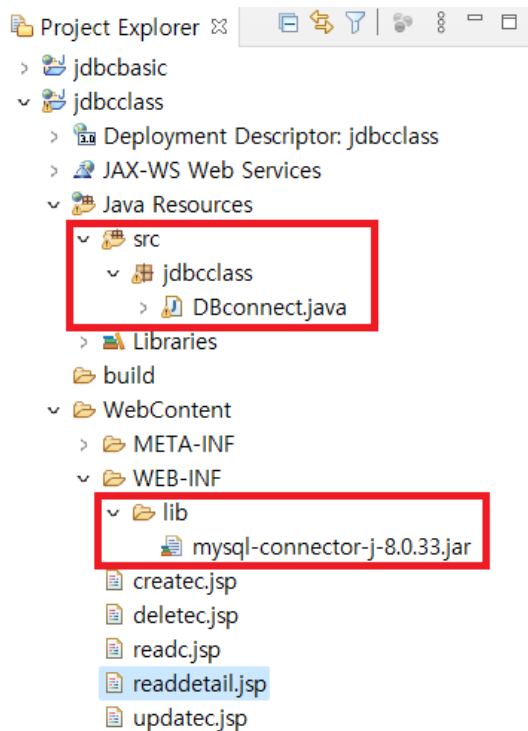 Project Explorer
jdbcbasic
jdbcclass
Deployment Descriptor: jdbcclass
JAX-WS Web Services
Java Resources
src
jdbcclass
DBconnect.java
Libraries
build
WebContent
META-INF
WEB-INF
lib
mysql-connector-j-8.0.33.jar
createc.jsp
deletec.jsp
readc.jsp
readdetail.jsp
updatec.jsp